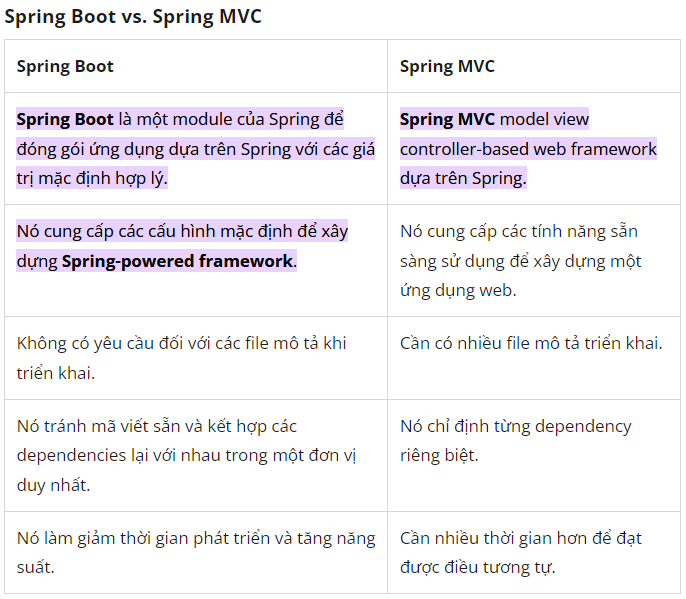 Spring Boot vs. Spring MVC
Spring Boot
Spring MVC
Spring Boot là một module của Spring để
đóng gói ứng dụng dựa trên Spring với các giá
trị mặc định hợp lý.
Spring MVC model view
controller-based web framework
dựa trên Spring.
Nó cung cấp các cấu hình mặc định để xây
dựng Spring-powered framework.
Nó cung cấp các tính năng sẵn
sàng sử dụng để xây dựng một
ứng dụng web.
Không có yêu cầu đối với các file mô tả khi
triển khai.
Cần có nhiều file mô tả triển khai.
Nó tránh mã viết sẵn và kết hợp các
dependencies lại với nhau trong một đơn vị
duy nhất.
Nó chỉ định từng dependency
riêng biệt.
Nó làm giảm thời gian phát triển và tăng năng
suất.
Cần nhiều thời gian hơn để đạt
được điều tương tự.